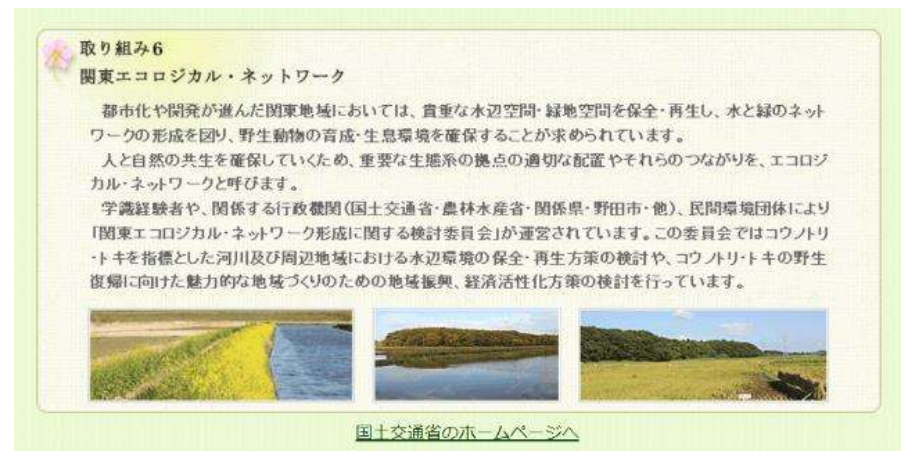 取り組み6
関東エコロジカル・ネットワーク
都市化や開発が進んだ関東地域においては、貴重な水辺空間・緑地空間を保全・再生し、水と緑のネット
ワークの形成を図り、野生動物の育成・生息環境を確保することが求められています。
人と自然の共生を確保していくため、重要な生態系の拠点の適切な配置やそれらのつながりを、エコロジ
カル・ネットワークと呼びます。
学識経験者や、関係する行政機関(国土交通省・農林水産省・関係県・野田市・他)、民間環境団体により
「関東エコロジカル・ネットワーク形成に関する検討委員会」が運営されています。この委員会ではコウノトリ
・トキを指標とした河川及び周辺地域における水辺環境の保全・再生方策の検討や、コウノトリ・トキの野生
復帰に向けた魅力的な地域づくりのための地域振興、経済活性化方策の検討を行っています。
国土交通省のホームページへ